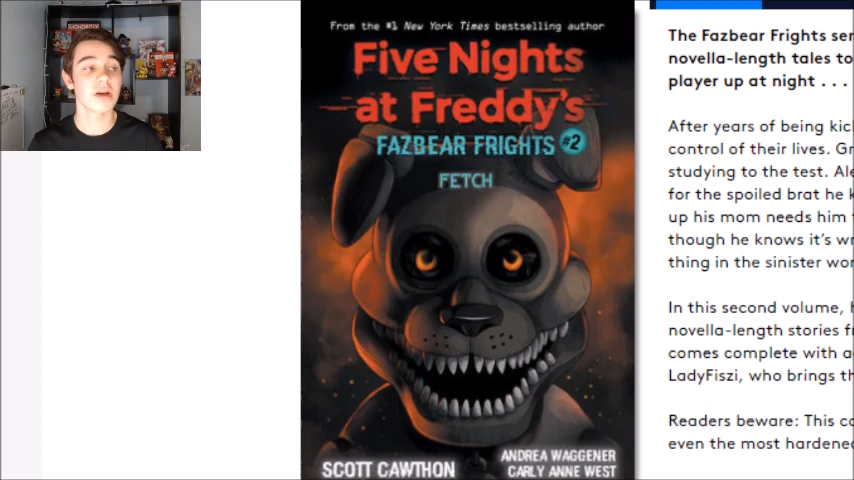 MONOPOLY
From the #1 New York Times bestselling author
Five Nights
at Freddy's
FAZBEAR FRIGHTS #2
FETCH
SCOTT CAWTHON
ANDREA WAGGENER
CARLY ANNE WEST
The Fazbear Frights ser
novella-length tales to
player up at night . . .
After years of being kic
control of their lives. Gr
studying to the test. Ale
for the spoiled brat he k
up his mom needs him
though he knows it's wr
thing in the sinister wor
In this second volume, h
novella-length stories fr
comes complete with a
LadyFiszi, who brings th
Readers beware: This co
even the most hardened